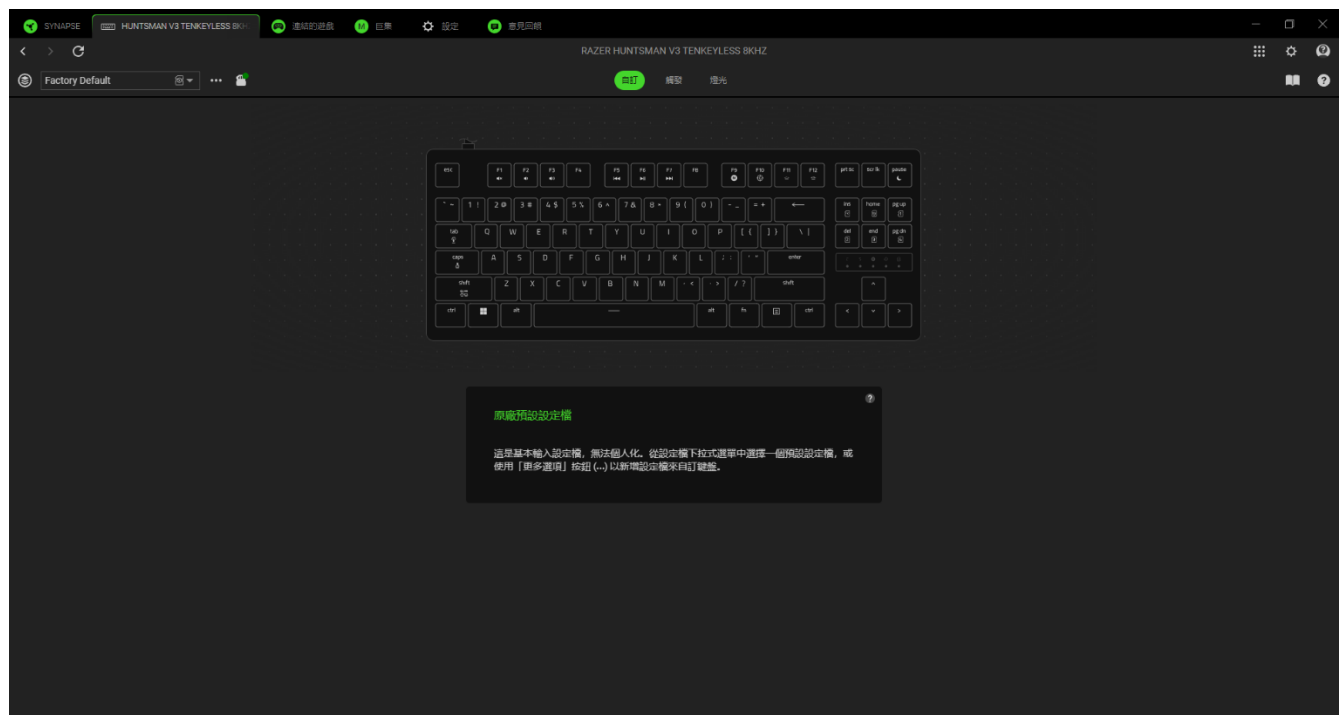 SYNAPSE
HUNTSMAN V3 TENKEYLESS 8KH
連結的遊戲
巨集
設定
意見回饋
RAZER HUNTSMAN V3 TENKEYLESS 8KHZ
Factory Default
自訂
觸發
燈光
esc F1 F2 F3 F4 F5 F6 F7 F8 F9 F10 F11 F12 prt sc scr lk pause
` ~ 1 ! 2 @ 3 # 4 $ 5 % 6 ^ 7 & 8 * 9 ( 0 ) - _ = + ← ins home pg up
tab Q W E R T Y U I O P [ { ] } \ | del end pg dn
caps A S D F G H J K L ; : ' " enter
shift Z X C V B N M , < . > / ? shift
ctrl alt alt fn ctrl
原廠預設設定檔
這是基本輸入設定檔，無法個人化。從設定檔下拉式選單中選擇一個預設設定檔，或
使用「更多選項」按鈕 (...) 以新增設定檔來自訂鍵盤。